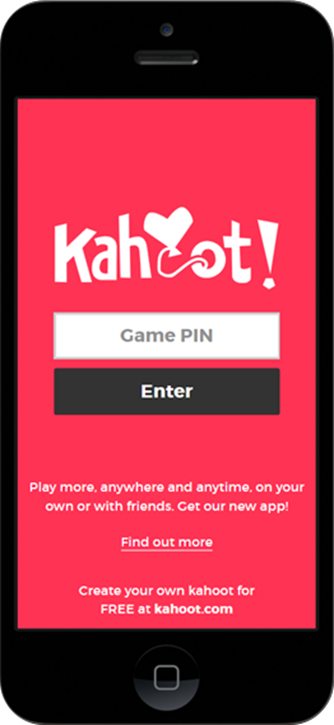 Kahoot!
Game PIN
Enter
Play more, anywhere and anytime, on your
own or with friends. Get our new app!
Find out more
Create your own kahoot for
FREE at kahoot.com